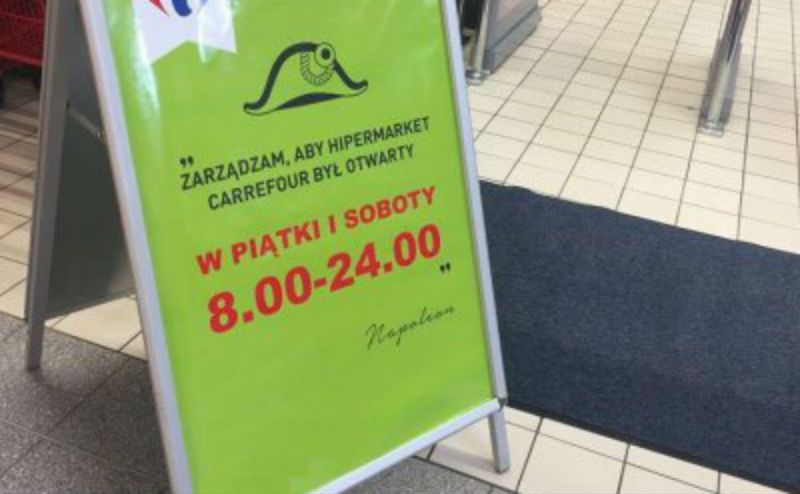 „ZARZĄDZAM, ABY HIPERMARKET
CARREFOUR BYŁ OTWARTY
W PIĄTKI I SOBOTY
8.00-24.00”
Napoleon